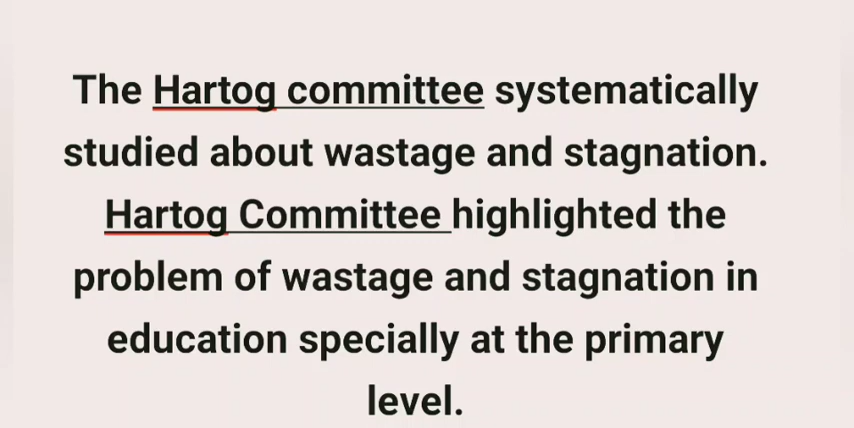 The Hartog committee systematically
studied about wastage and stagnation.
Hartog Committee highlighted the
problem of wastage and stagnation in
education specially at the primary
level.